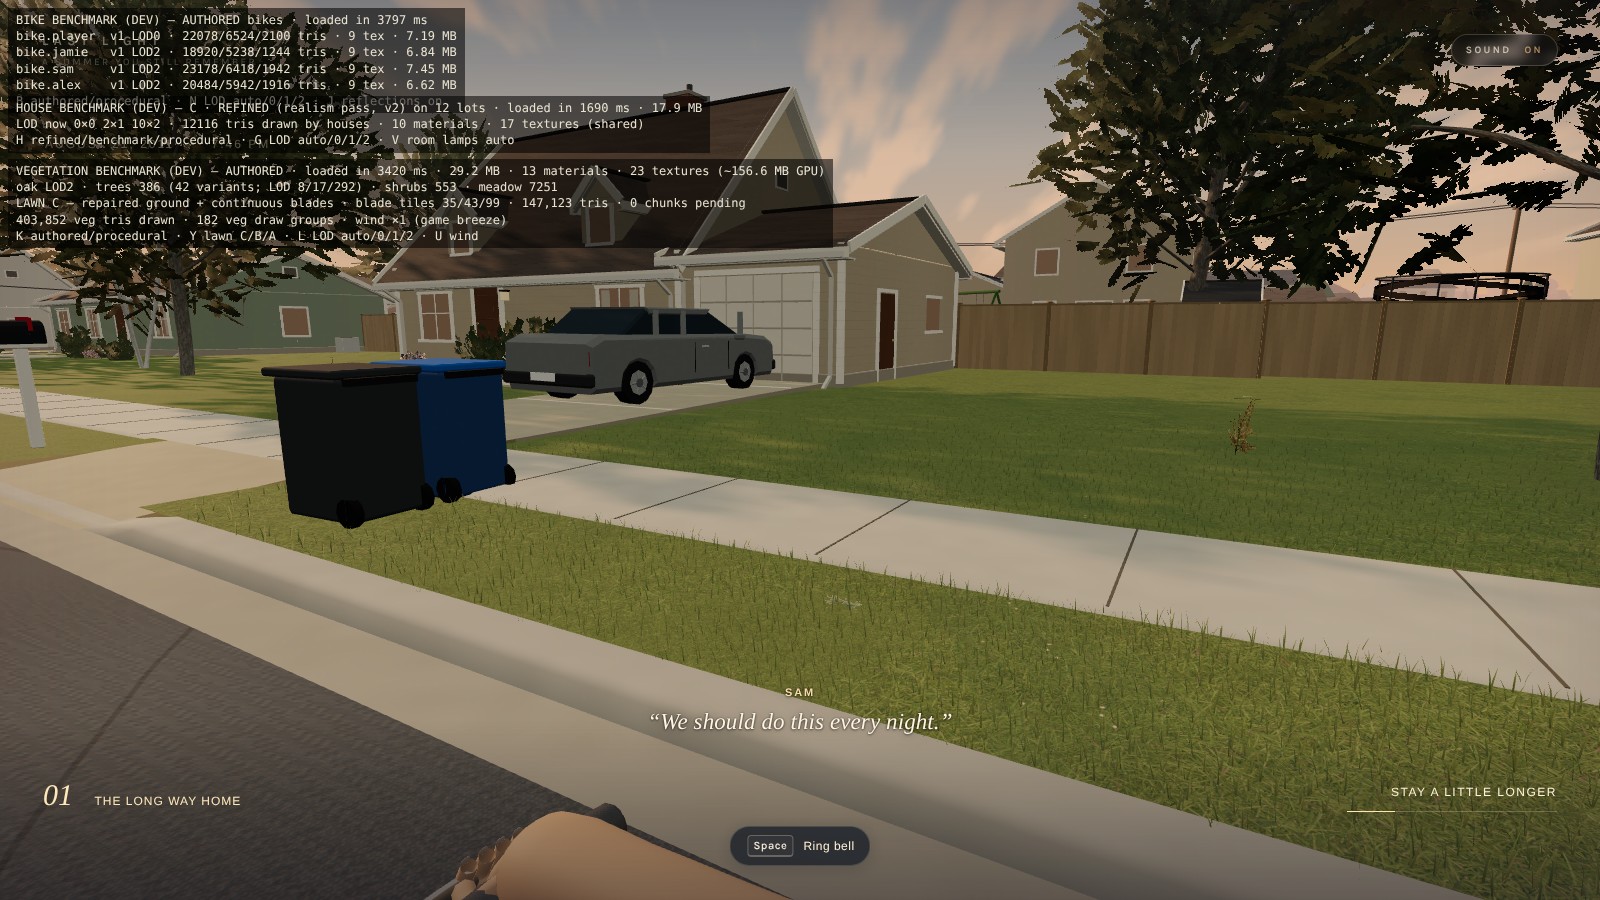 BIKE BENCHMARK (DEV) — AUTHORED bikes · loaded in 3797 ms
bike.player v1 LOD0 · 22078/6524/2100 tris · 9 tex · 7.19 MB
bike.jamie v1 LOD2 · 18920/5238/1244 tris · 9 tex · 6.84 MB
bike.sam v1 LOD2 · 23178/6418/1942 tris · 9 tex · 7.45 MB
bike.alex v1 LOD2 · 20484/5942/1916 tris · 9 tex · 6.62 MB
B authored/procedural · N LOD auto/0/1/2 · J reflections on
HOUSE BENCHMARK (DEV) — C · REFINED (realism pass, v2) on 12 lots · loaded in 1690 ms · 17.9 MB
LOD now 0×0 2×1 10×2 · 12116 tris drawn by houses · 10 materials · 17 textures (shared)
H refined/benchmark/procedural · G LOD auto/0/1/2 · V room lamps auto
VEGETATION BENCHMARK (DEV) — AUTHORED · loaded in 3420 ms · 29.2 MB · 13 materials · 23 textures (~156.6 MB GPU)
oak LOD2 · trees 386 (42 variants; LOD 8/17/292) · shrubs 553 · meadow 7251
LAWN C — repaired ground + continuous blades · blade tiles 35/43/99 · 147,123 tris · 0 chunks pending
403,852 veg tris drawn · 182 veg draw groups · wind ×1 (game breeze)
K authored/procedural · Y lawn C/B/A · L LOD auto/0/1/2 · U wind
SOUND ON
SAM
“We should do this every night.”
01 THE LONG WAY HOME
STAY A LITTLE LONGER
Space Ring bell